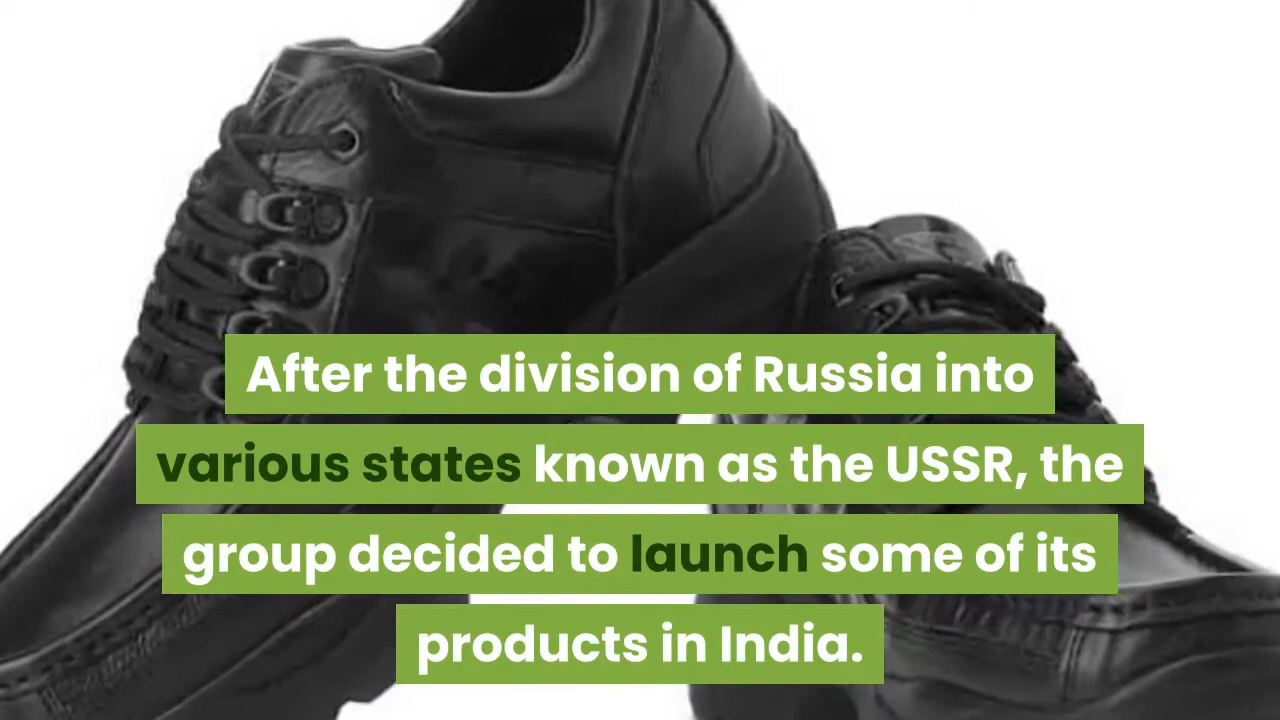 After the division of Russia into
various states known as the USSR, the
group decided to launch some of its
products in India.